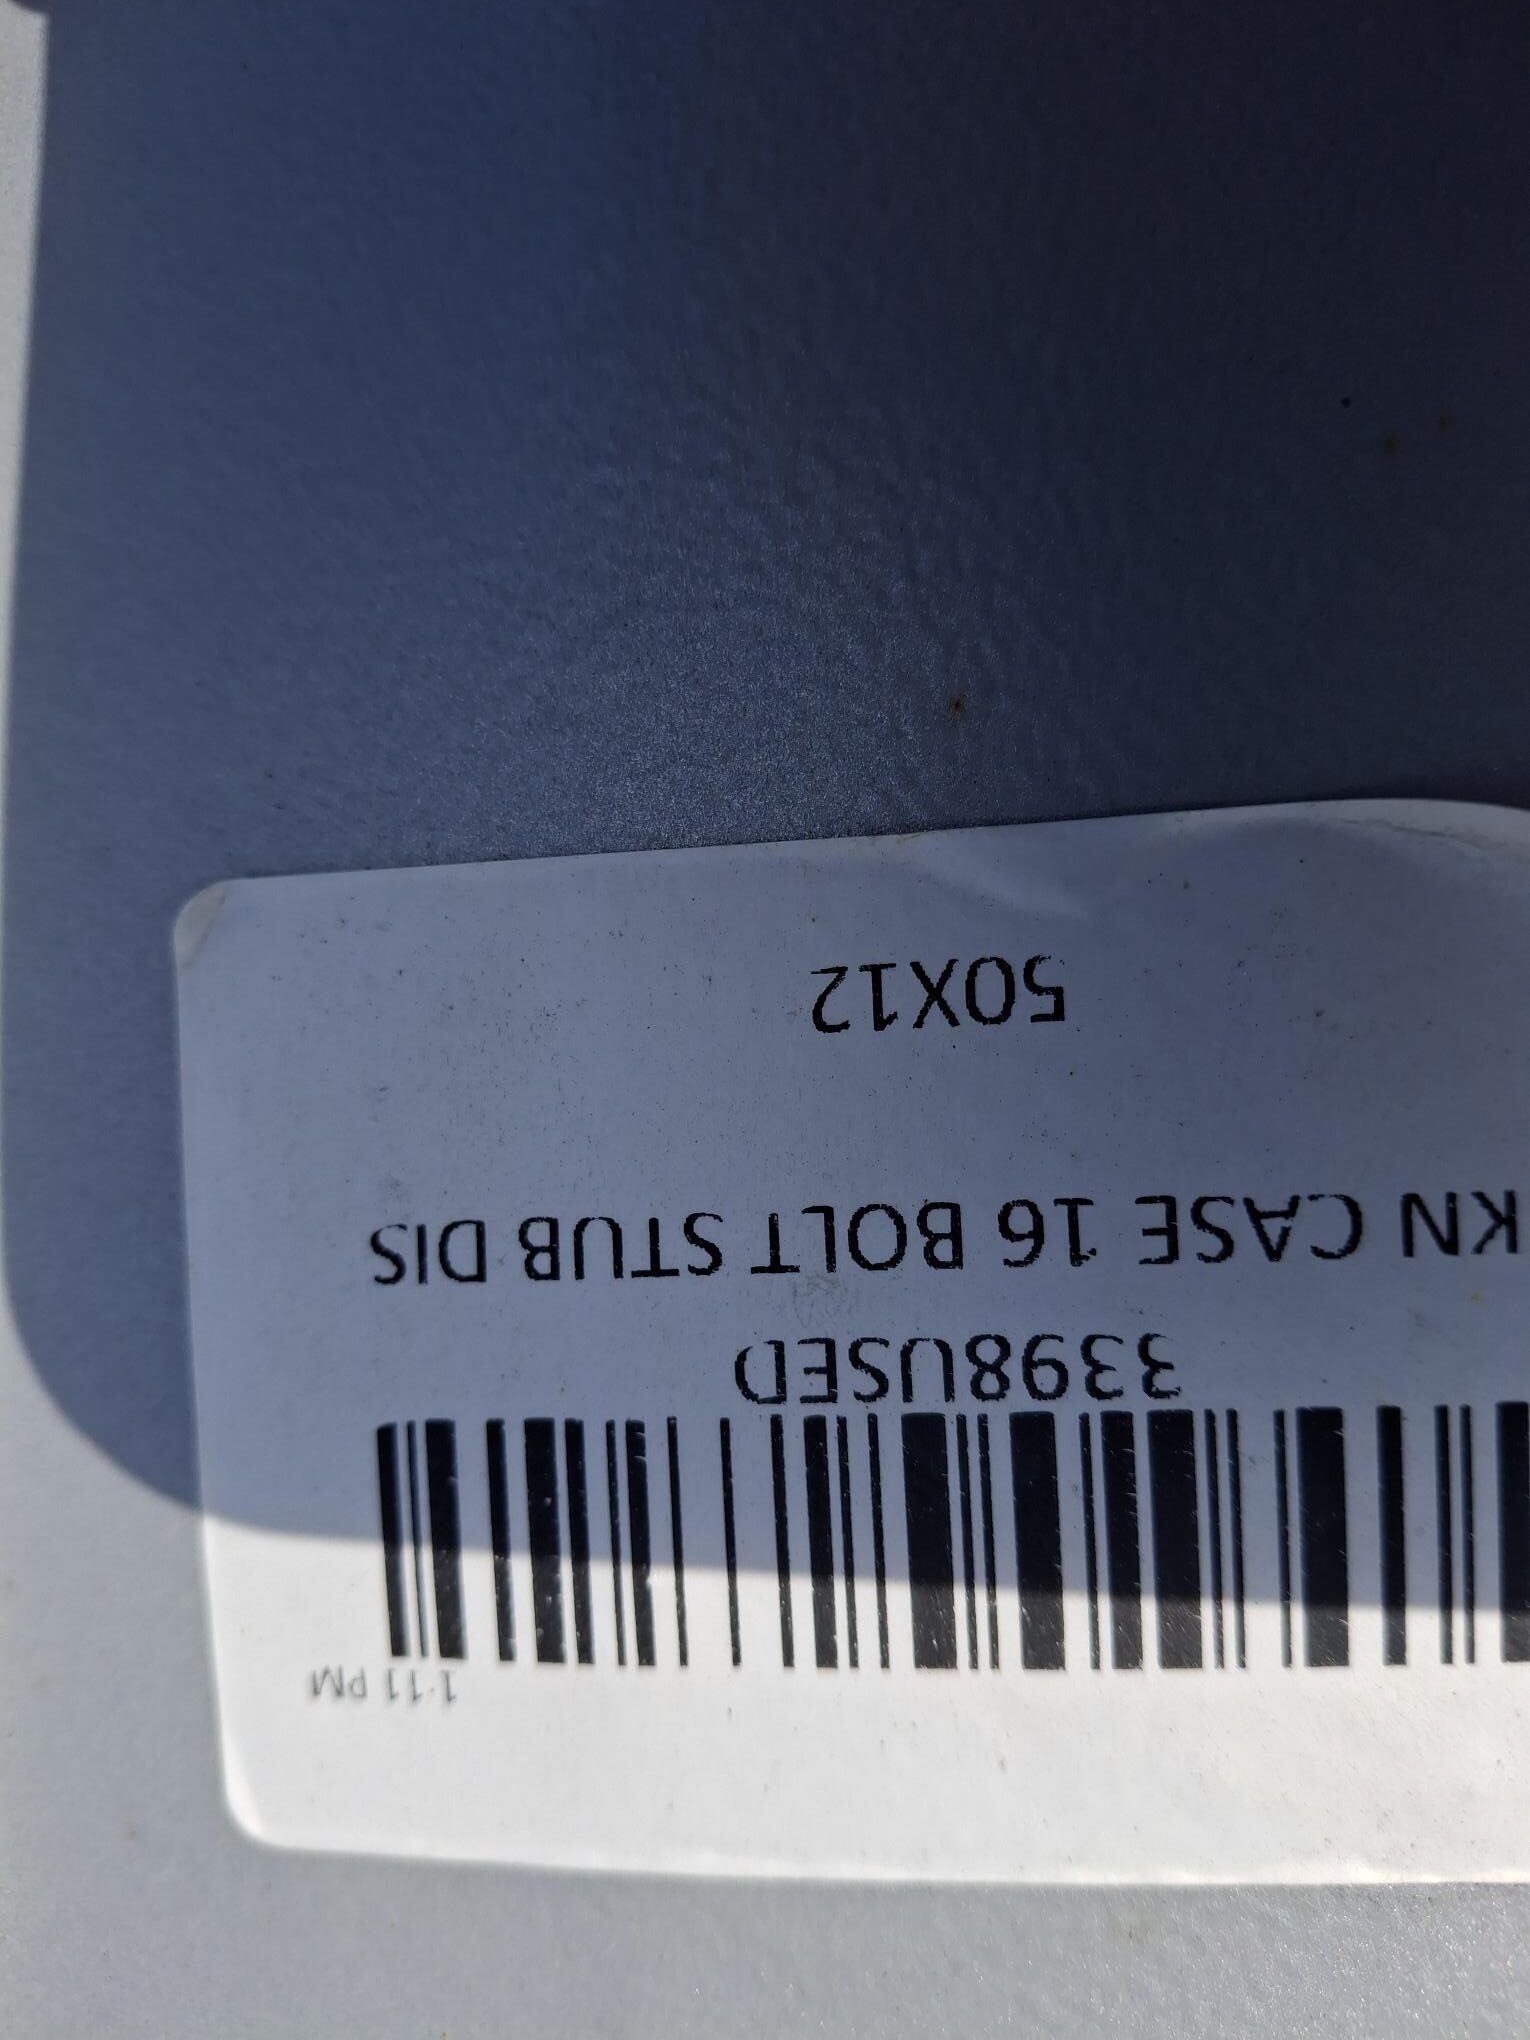 1:11 PM
3398USED
KN CASE 16 BOLT STUB DIS
50X12